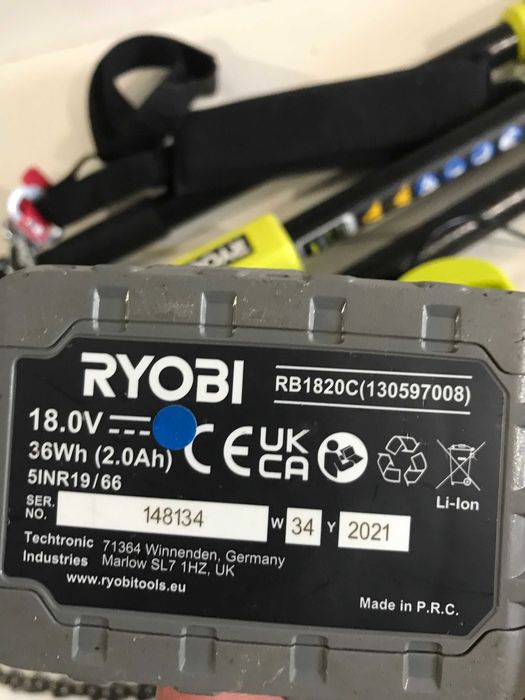 RYOBI
RB1820C(130597008)
18.0V
36Wh (2.0Ah)
5INR19/66
CE
UK
CA
Li-Ion
SER.
NO.
148134
W
34
Y
2021
Techtronic
Industries
71364 Winnenden, Germany
Marlow SL7 1HZ, UK
www.ryobitools.eu
Made in P.R.C.